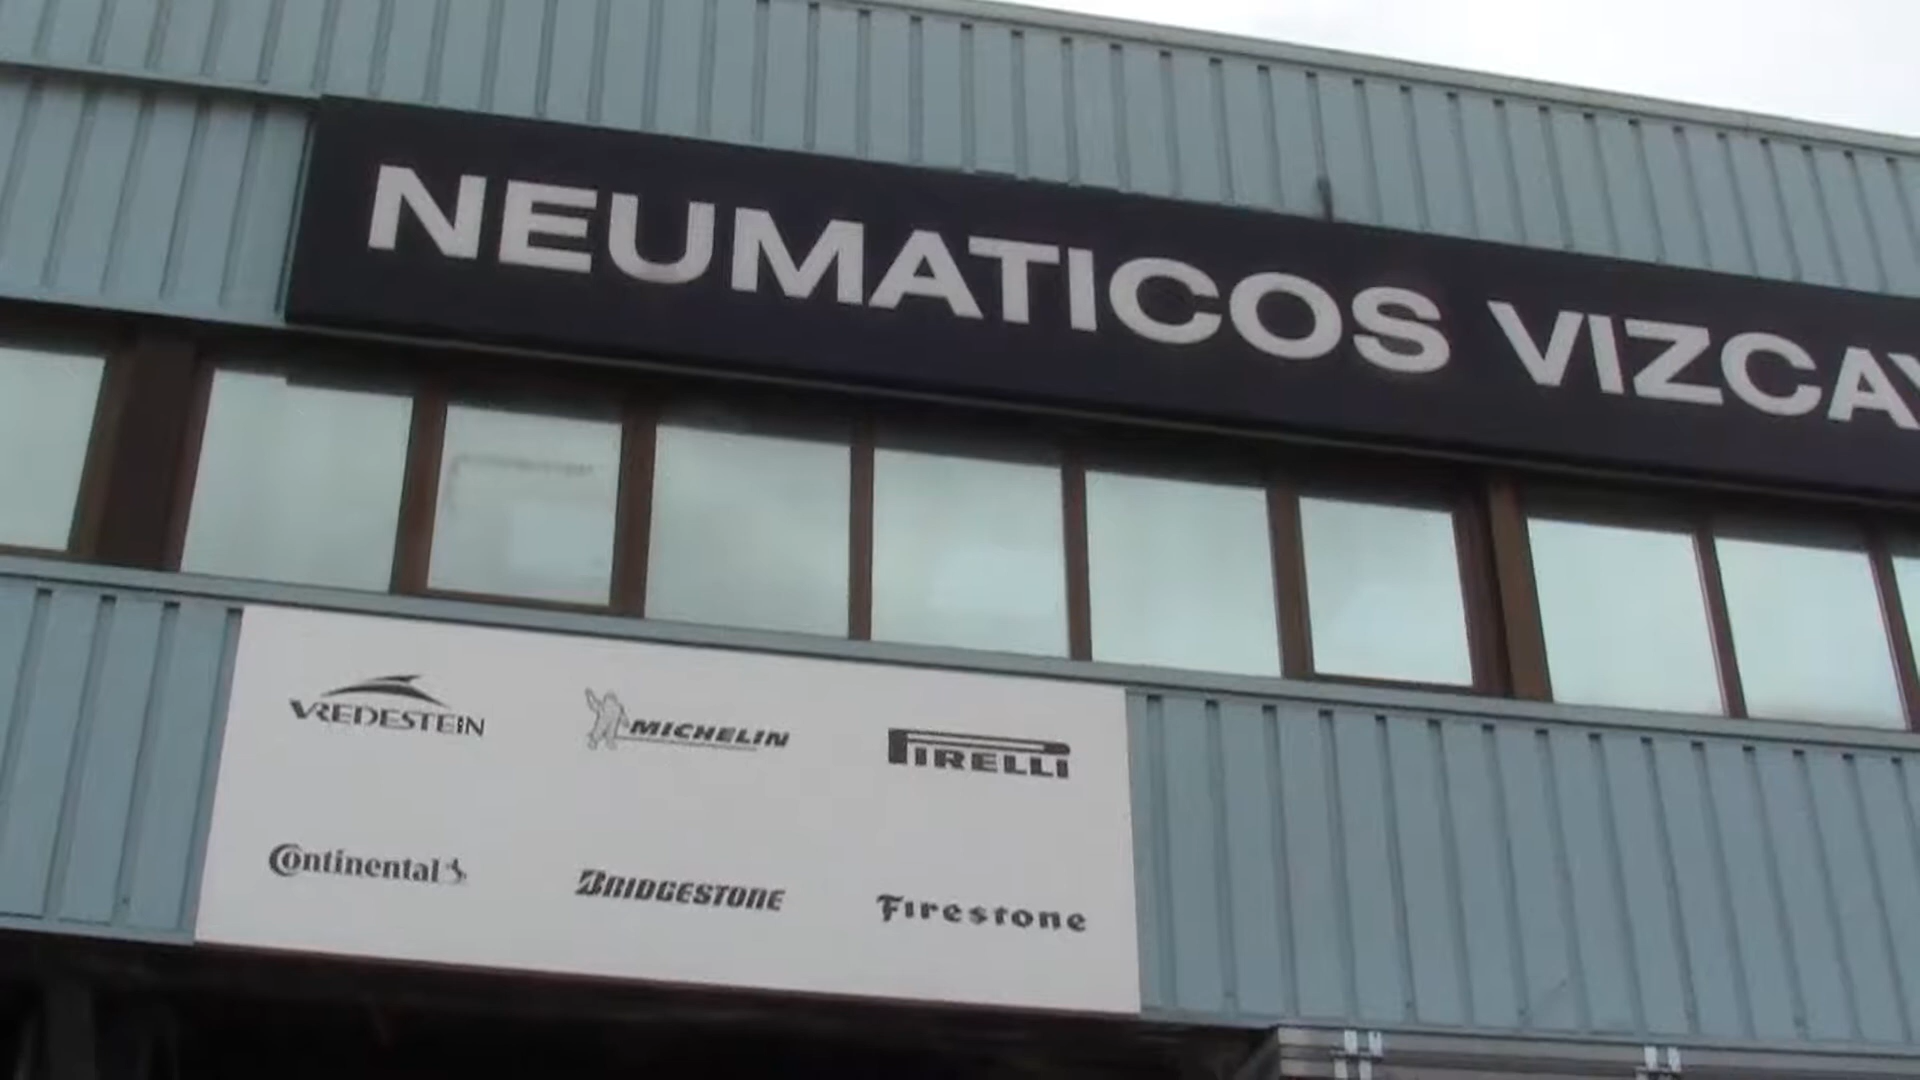 NEUMATICOS VIZCAY
VREDESTEIN MICHELIN PIRELLI
Continental BRIDGESTONE Firestone